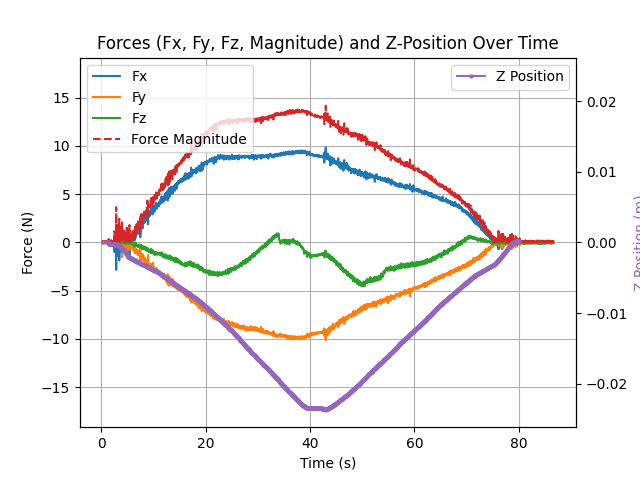 Forces (Fx, Fy, Fz, Magnitude) and Z-Position Over Time
Fx
Fy
Fz
Force Magnitude
Z Position
15
10
5
0
−5
−10
−15
Force (N)
0.02
0.01
0.00
−0.01
−0.02
Z Position (m)
0 20 40 60 80
Time (s)